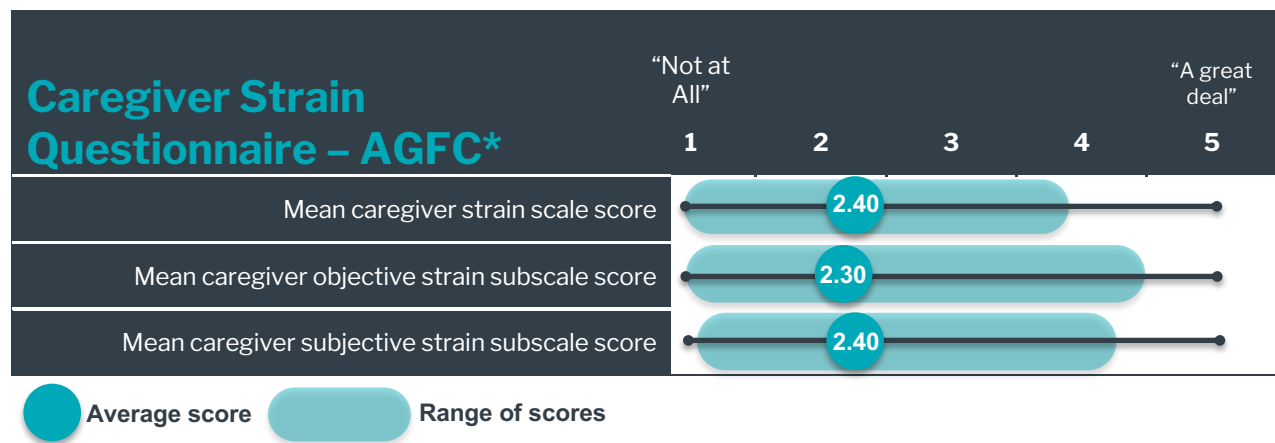 Caregiver Strain
Questionnaire – AGFC*
“Not at
All”
“A great
deal”
1 2 3 4 5
Mean caregiver strain scale score
2.40
Mean caregiver objective strain subscale score
2.30
Mean caregiver subjective strain subscale score
2.40
Average score
Range of scores